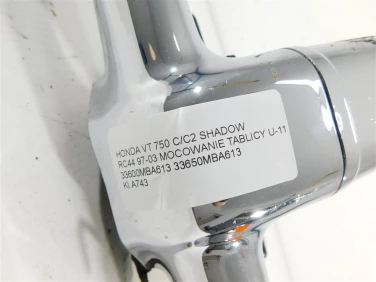 HONDA VT 750 C/C2 SHADOW
RC44 97-03 MOCOWANIE TABLICY U-11
33600MBA613 33650MBA613
KI A743